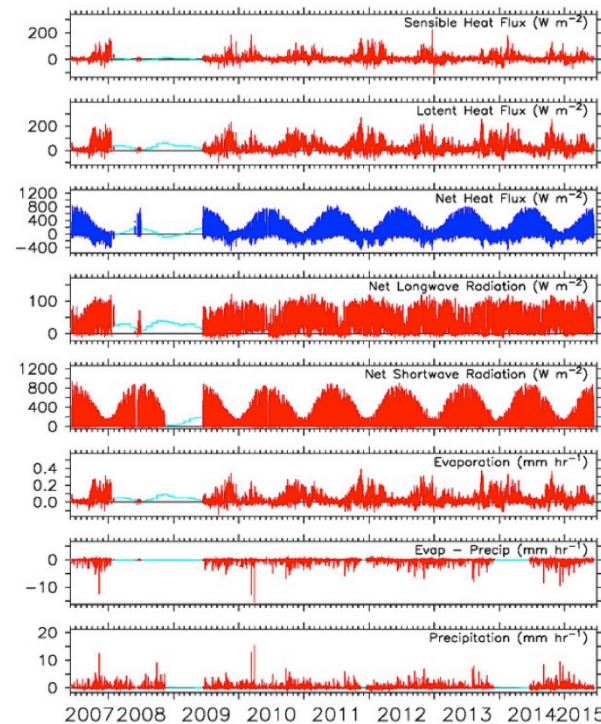 Sensible Heat Flux (W m−2)
200
0
Latent Heat Flux (W m−2)
200
0
Net Heat Flux (W m−2)
1200
800
400
0
−400
Net Longwave Radiation (W m−2)
100
0
Net Shortwave Radiation (W m−2)
1200
800
400
0
Evaporation (mm hr−1)
0.4
0.2
0.0
Evap − Precip (mm hr−1)
0
−10
Precipitation (mm hr−1)
20
10
0
2007 2008 2009 2010 2011 2012 2013 2014 2015